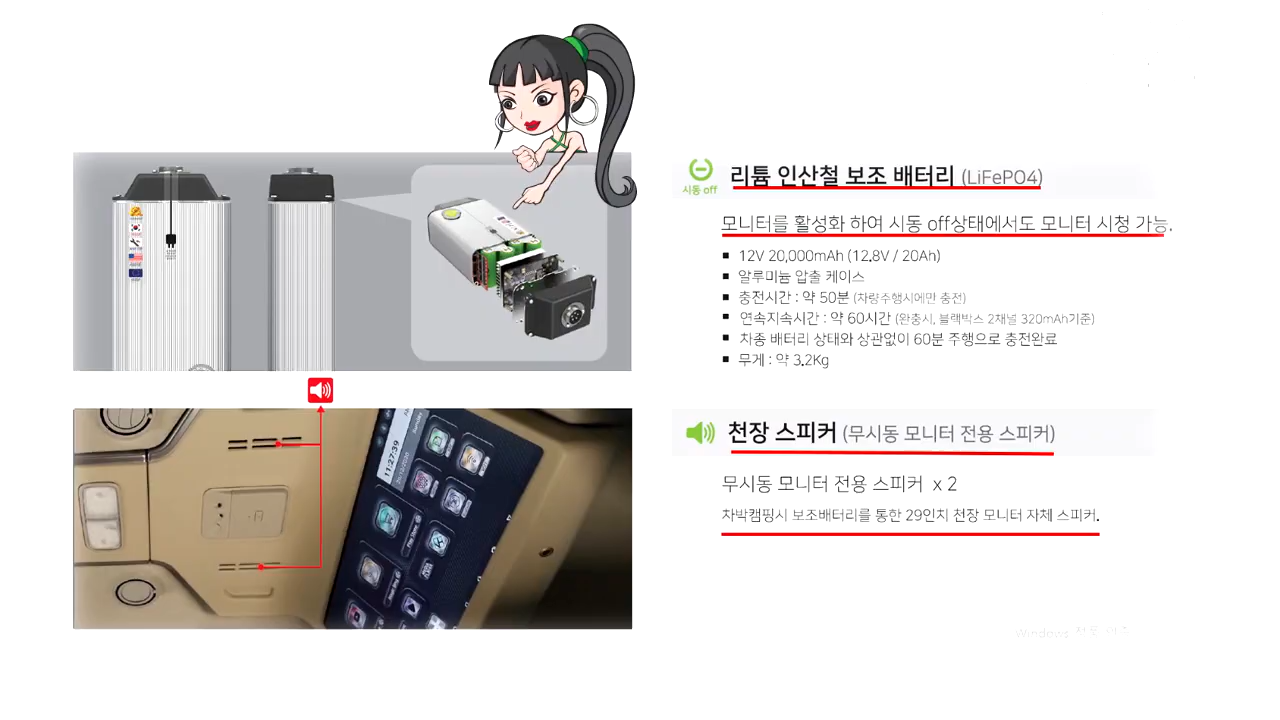 시동 off
리튬 인산철 보조 배터리 (LiFePO4)
모니터를 활성화 하여 시동 off상태에서도 모니터 시청 가능.
12V 20,000mAh (12.8V / 20Ah)
알루미늄 압출 케이스
충전시간 : 약 50분 (차량주행시에만 충전)
연속지속시간 : 약 60시간 (완충시, 블랙박스 2채널 320mAh기준)
차종 배터리 상태와 상관없이 60분 주행으로 충전완료
무게 : 약 3.2Kg
11:27:39
Sunday
천장 스피커 (무시동 모니터 전용 스피커)
무시동 모니터 전용 스피커 x 2
차박캠핑시 보조배터리를 통한 29인치 천장 모니터 자체 스피커.
Windows